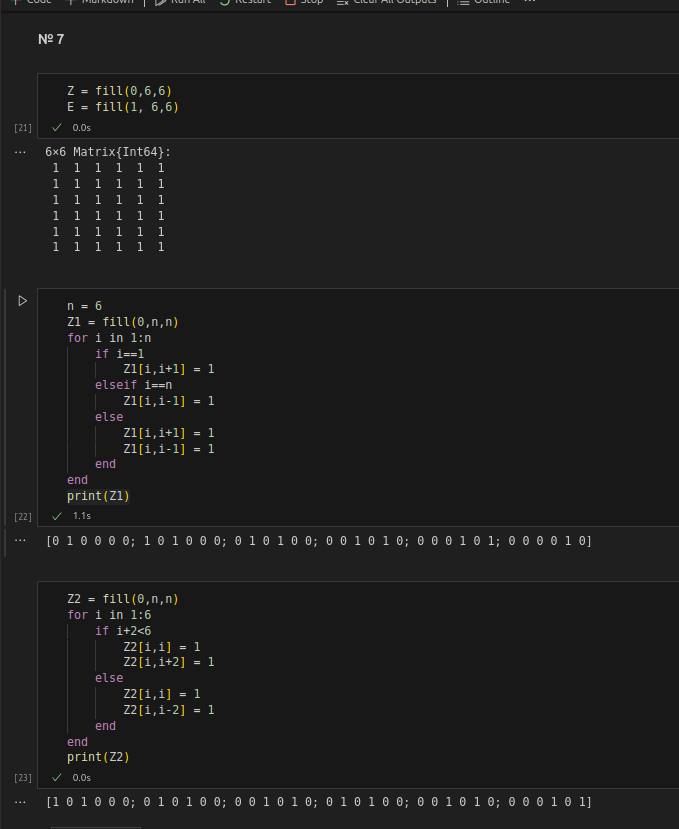 Code Markdown Run All Restart Stop Clear All Outputs Outline ...
№ 7
Z = fill(0,6,6)
E = fill(1, 6,6)
[21] ✓ 0.0s
... 6×6 Matrix{Int64}:
1 1 1 1 1 1
1 1 1 1 1 1
1 1 1 1 1 1
1 1 1 1 1 1
1 1 1 1 1 1
1 1 1 1 1 1
n = 6
Z1 = fill(0,n,n)
for i in 1:n
if i==1
Z1[i,i+1] = 1
elseif i==n
Z1[i,i-1] = 1
else
Z1[i,i+1] = 1
Z1[i,i-1] = 1
end
end
print(Z1)
[22] ✓ 1.1s
... [0 1 0 0 0 0; 1 0 1 0 0 0; 0 1 0 1 0 0; 0 0 1 0 1 0; 0 0 0 1 0 1; 0 0 0 0 1 0]
Z2 = fill(0,n,n)
for i in 1:6
if i+2<6
Z2[i,i] = 1
Z2[i,i+2] = 1
else
Z2[i,i] = 1
Z2[i,i-2] = 1
end
end
print(Z2)
[23] ✓ 0.0s
... [1 0 1 0 0 0; 0 1 0 1 0 0; 0 0 1 0 1 0; 0 1 0 1 0 0; 0 0 1 0 1 0; 0 0 0 1 0 1]